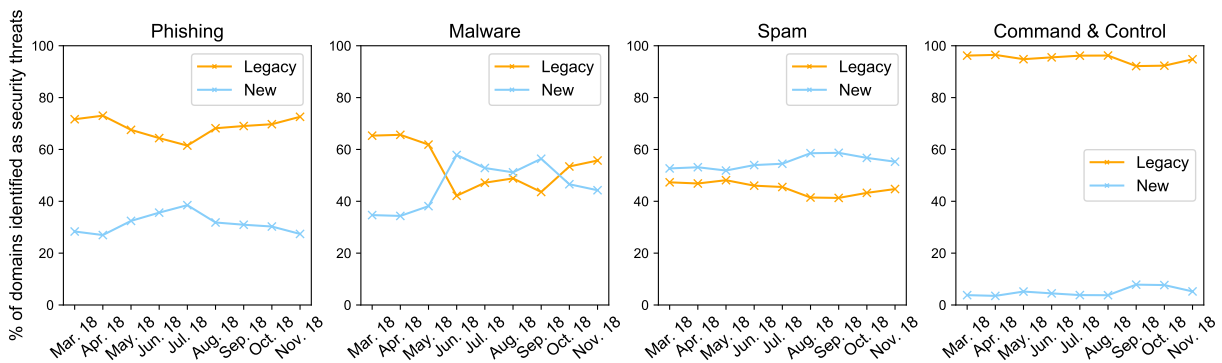 % of domains identified as security threats
Phishing
100
80
60
40
20
0
Legacy
New
Mar. 18
Apr. 18
May. 18
Jun. 18
Jul. 18
Aug. 18
Sep. 18
Oct. 18
Nov. 18
Malware
100
80
60
40
20
0
Legacy
New
Mar. 18
Apr. 18
May. 18
Jun. 18
Jul. 18
Aug. 18
Sep. 18
Oct. 18
Nov. 18
Spam
100
80
60
40
20
0
Legacy
New
Mar. 18
Apr. 18
May. 18
Jun. 18
Jul. 18
Aug. 18
Sep. 18
Oct. 18
Nov. 18
Command & Control
100
80
60
40
20
0
Legacy
New
Mar. 18
Apr. 18
May. 18
Jun. 18
Jul. 18
Aug. 18
Sep. 18
Oct. 18
Nov. 18